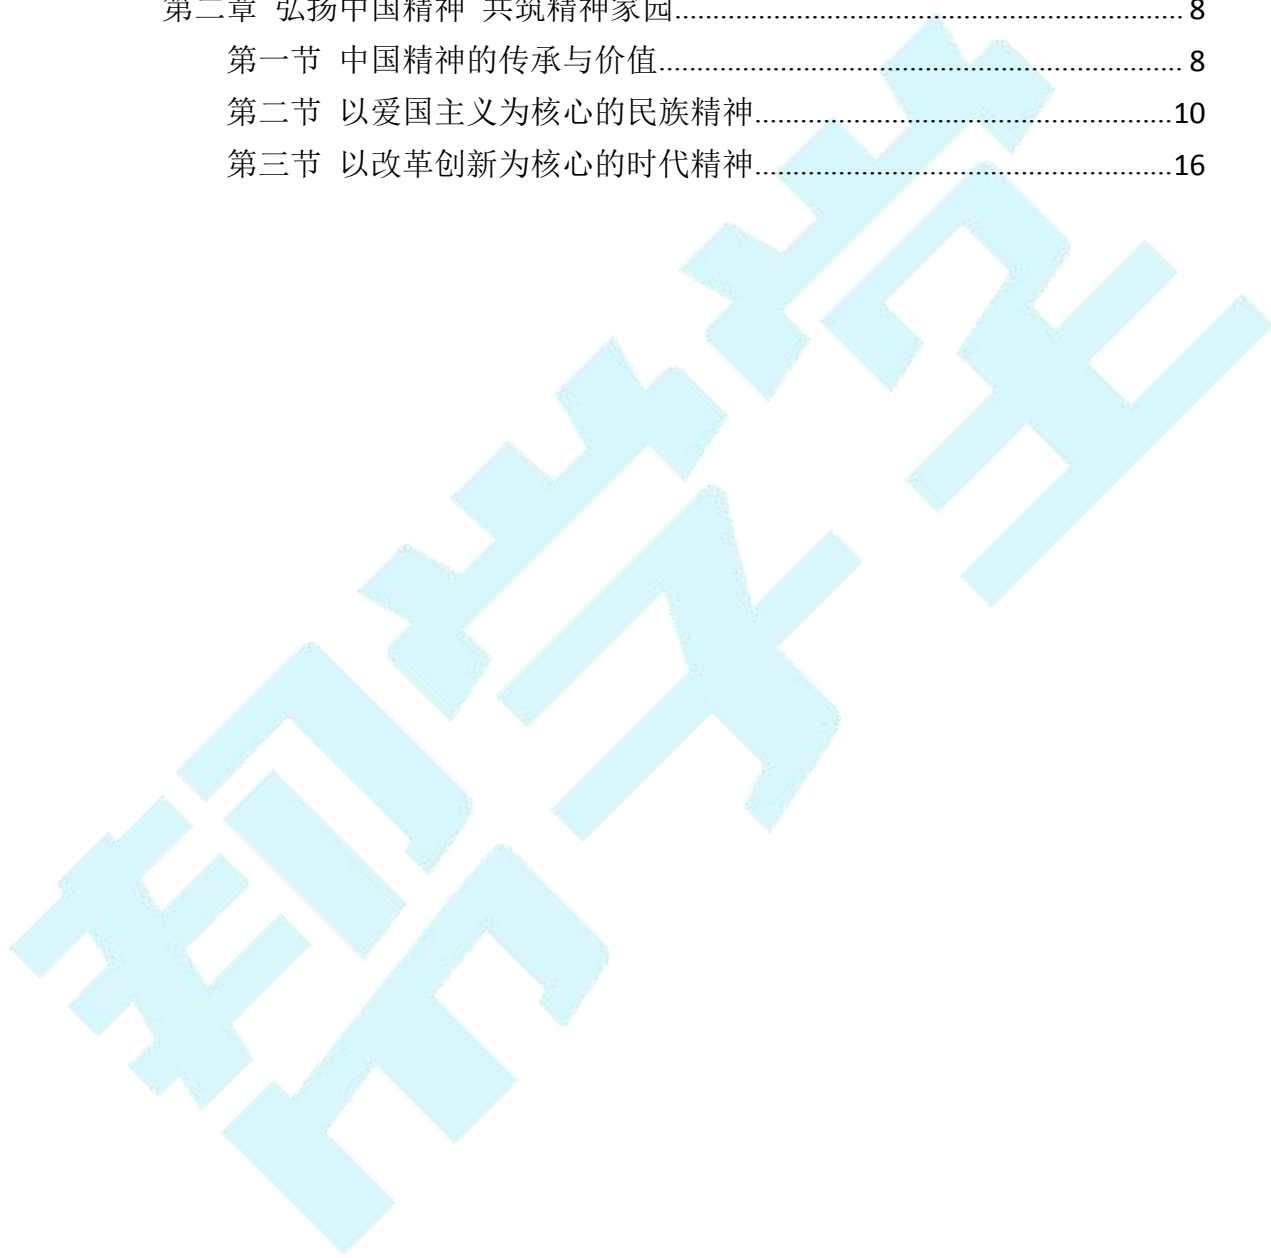 第二章 弘扬中国精神 共筑精神家园........................................................ 8
第一节 中国精神的传承与价值........................................................ 8
第二节 以爱国主义为核心的民族精神.............................................10
第三节 以改革创新为核心的时代精神.............................................16
帮学堂